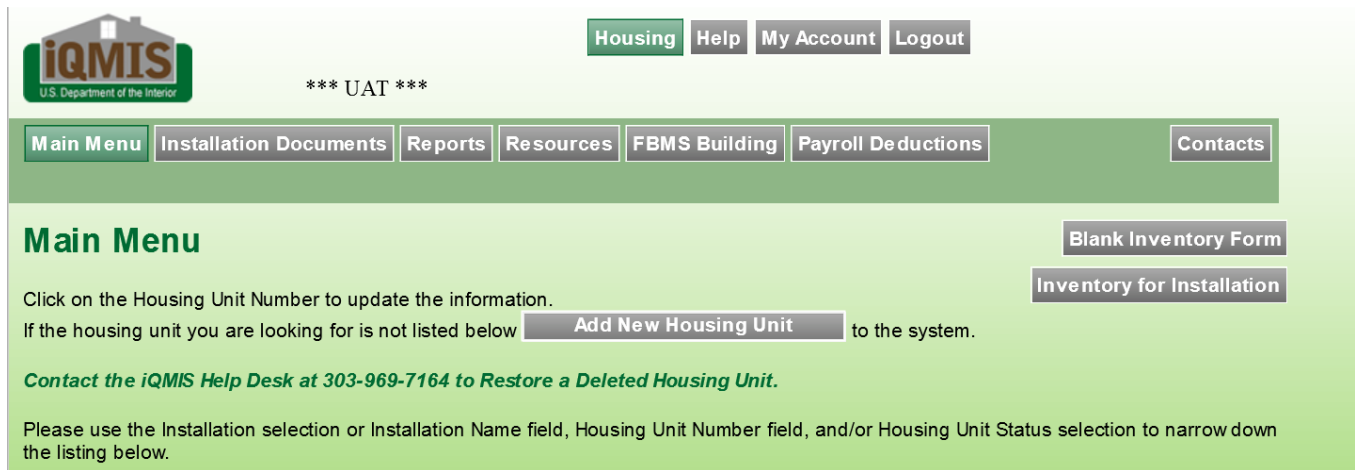 iQMIS
U.S. Department of the Interior
Housing Help My Account Logout
*** UAT ***
Main Menu Installation Documents Reports Resources FBMS Building Payroll Deductions Contacts
Main Menu
Blank Inventory Form
Inventory for Installation
Click on the Housing Unit Number to update the information.
If the housing unit you are looking for is not listed below Add New Housing Unit to the system.
Contact the iQMIS Help Desk at 303-969-7164 to Restore a Deleted Housing Unit.
Please use the Installation selection or Installation Name field, Housing Unit Number field, and/or Housing Unit Status selection to narrow down
the listing below.